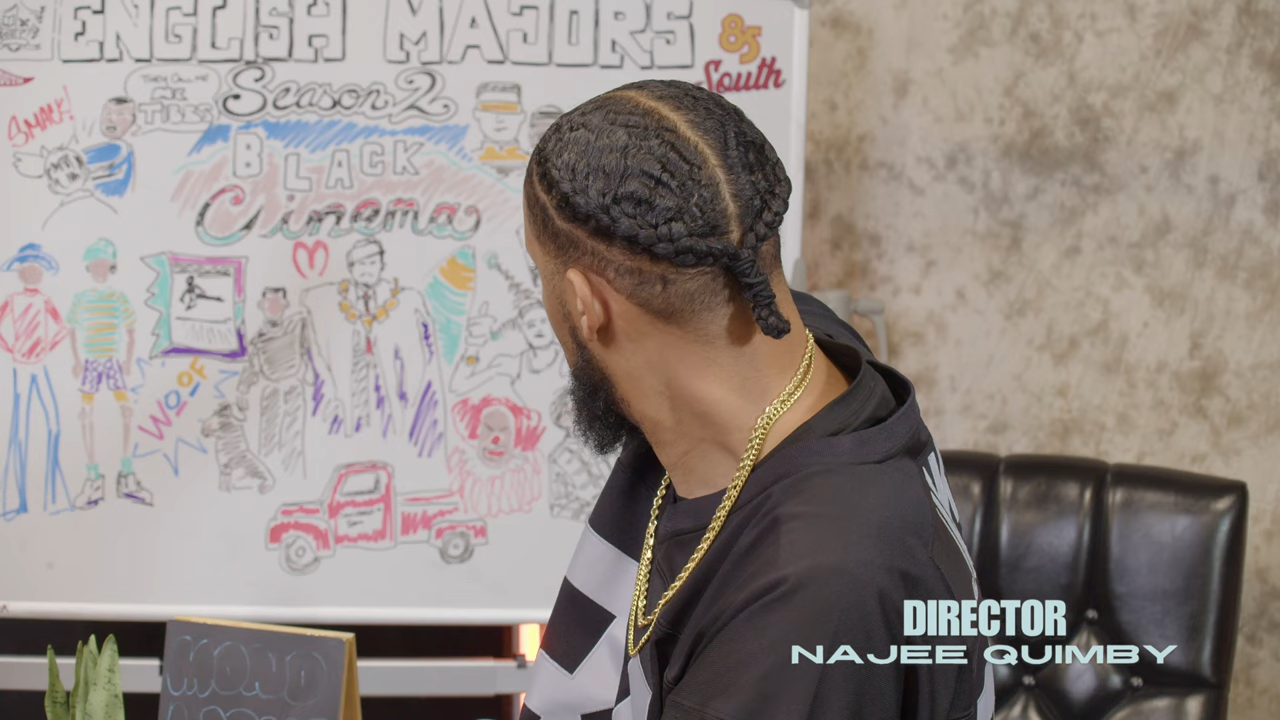 ENGLISH MAJORS
85
South
Season 2
THEY CALL ME
MR
TIBBS
SMACK!
BLACK
Cinema
WOOF
MONO
DIRECTOR
NAJEE QUIMBY